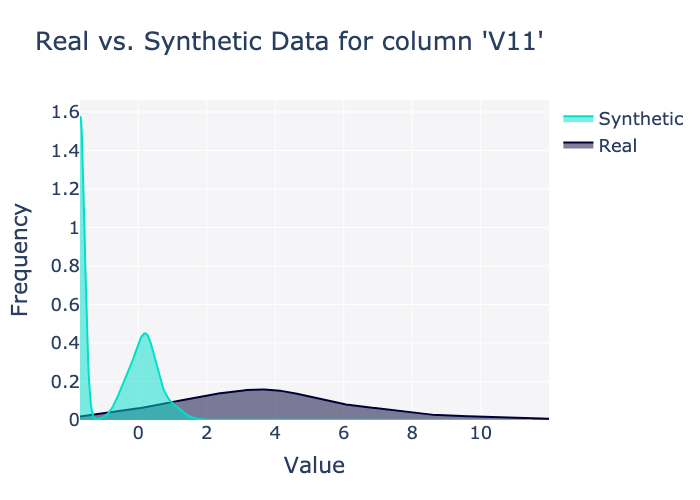 Real vs. Synthetic Data for column 'V11'
Synthetic
Real
Frequency
1.6
1.4
1.2
1
0.8
0.6
0.4
0.2
0
0 2 4 6 8 10
Value